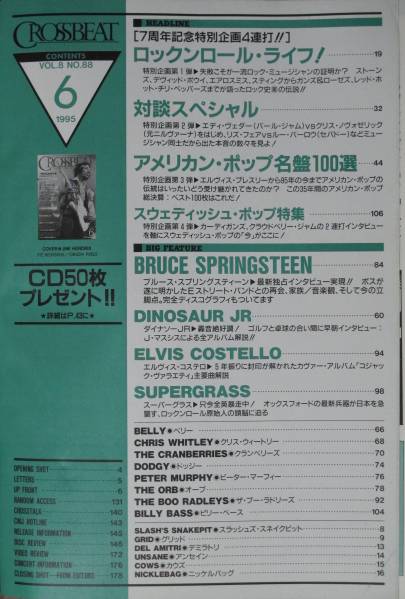 CROSSBEAT
CONTENTS
VOL.8 NO.88
6
1995
CROSSBEAT
COVER■JIMI HENDRIX
CD50枚
プレゼント!!
★詳細はP.43に★
OPENING SHOT 4
LETTERS 5
UP FRONT 6
RANDOM ACCESS 131
CROSSTALK 140
CMJ HOTLINE 143
RELEASE INFORMATION 145
DISC REVIEW 146
VIDEO REVIEW 172
CONCERT INFORMATION 176
CLOSING SHOT—FROM EDITORS 178
■ HEADLINE
[7周年記念特別企画4連打!!]
ロックンロール・ライフ! 19
特別企画第1弾▶失敗こそが一流ロック・ミュージシャンの証明か? ストーン
ズ、デヴィッド・ボウイ、エアロスミス、スティングからガンズ&ローゼズ、レッド・ホ
ット・チリ・ペッパーズまでが語ったロック史裏の伝説!!
対談スペシャル 32
特別企画第2弾▶エディ・ヴェダー(パール・ジャム)vsクリス・ノヴォゼリック
(元ニルヴァーナ)をはじめ、リズ・フェアvsルー・バーロウ(セバドー)などミュー
ジシャン同士だから出た本音の数々を見よ!
アメリカン・ポップ名盤100選 44
特別企画第3弾▶エルヴィス・プレスリーから95年の今までアメリカン・ポップの
伝統はいったいどう受け継がれてきたのか? この35年間のアメリカン・ポップ
総決算:ベスト100枚はこれだ!
スウェディッシュ・ポップ特集 106
特別企画第4弾▶カーディガンズ、クラウドベリー・ジャムの2連打インタビュー
を軸にスウェディッシュ・ポップの「今」がここに!
■ BIG FEATURE
BRUCE SPRINGSTEEN 84
ブルース・スプリングスティーン▶最新独占インタビュー実現!! ボスが
遂に明かしたEストリート・バンドとの再会、家族/音楽観、そして今の立
脚点。完全ディスコグラフィもついてます
DINOSAUR JR 60
ダイナソーJR▶轟音絶好調! ゴルフと卓球の合い間に早朝インタビュー:
J・マスシスによる全アルバム解説!!
ELVIS COSTELLO 94
エルヴィス・コステロ▶5年振りに封印が解かれたカヴァー・アルバム「コジャッ
ク・ヴァラエティ」主要曲解説
SUPERGRASS 98
スーパーグラス▶只今全英暴走中! オックスフォードの最新兵器が日本を急
襲す、ロックンロール原始人の頭脳に迫る
BELLY✱ベリー 66
CHRIS WHITLEY✱クリス・ウィートリー 68
THE CRANBERRIES✱クランベリーズ 70
DODGY✱ドッジー 74
PETER MURPHY✱ピーター・マーフィー 76
THE ORB✱オーブ 78
THE BOO RADLEYS✱ザ・ブー・ラドリーズ 92
BILLY BASS✱ビリー・ベース 104
SLASH'S SNAKEPIT✱スラッシュズ・スネイクピット 8
GRID✱グリッド 9
DEL AMITRI✱デミラトリ 13
UNSANE✱アンセイン 14
COWS✱カウズ 15
NICKLEBAG✱ニッケルバッグ 16